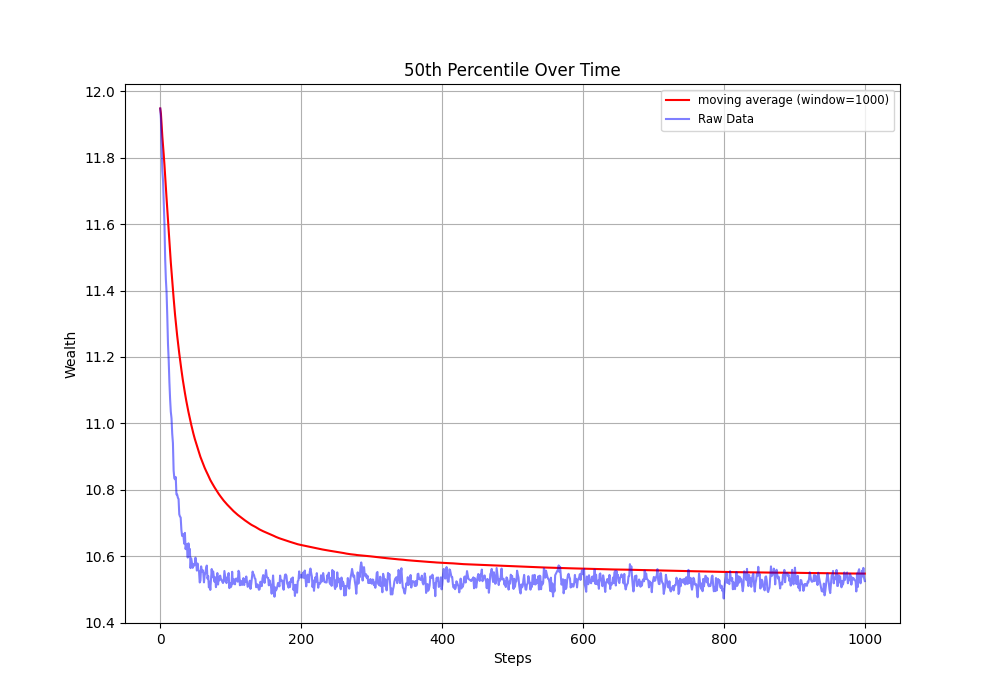 50th Percentile Over Time
moving average (window=1000)
Raw Data
12.0
11.8
11.6
11.4
11.2
11.0
10.8
10.6
10.4
Wealth
0 200 400 600 800 1000
Steps